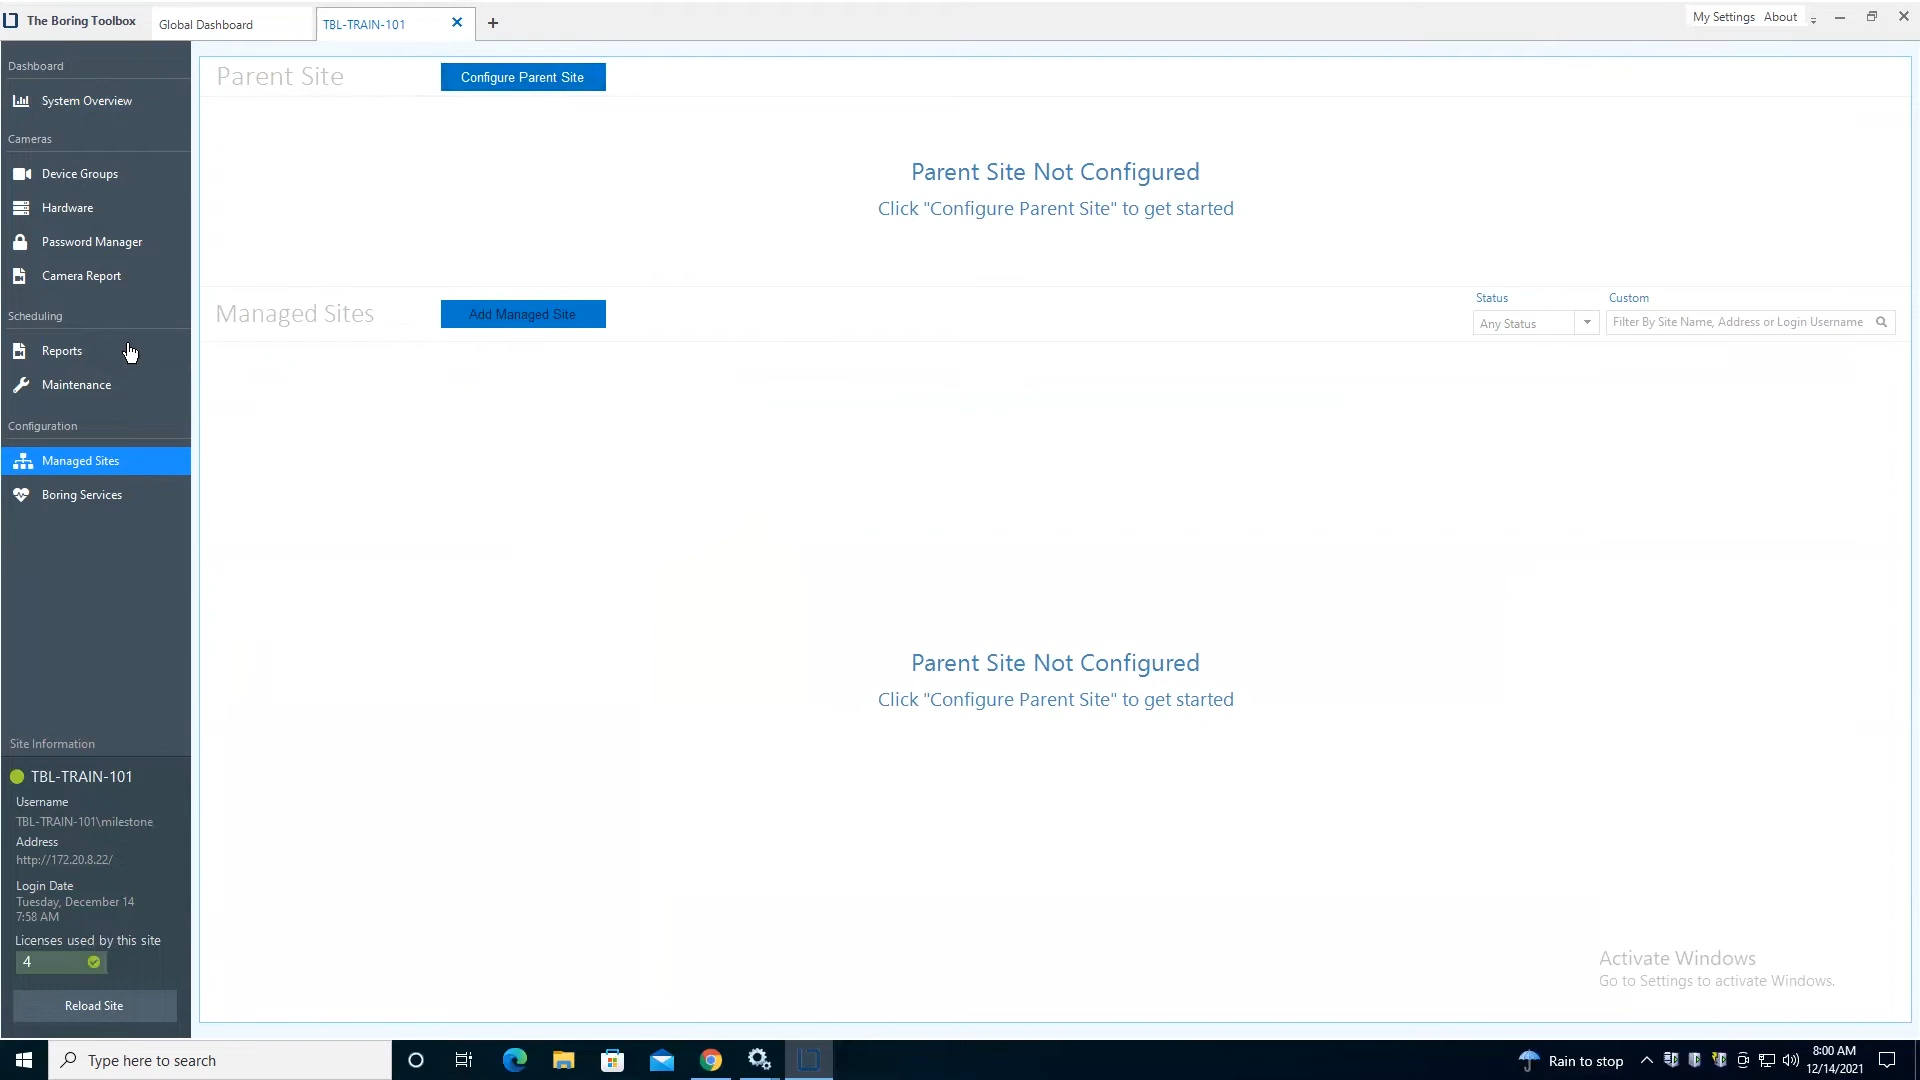 The Boring Toolbox
Global Dashboard
TBL-TRAIN-101
My Settings
About
Dashboard
System Overview
Cameras
Device Groups
Hardware
Password Manager
Camera Report
Scheduling
Reports
Maintenance
Configuration
Managed Sites
Boring Services
Site Information
TBL-TRAIN-101
Username
TBL-TRAIN-101\milestone
Address
http://172.20.8.22/
Login Date
Tuesday, December 14
7:58 AM
Licenses used by this site
4
Reload Site
Parent Site
Configure Parent Site
Parent Site Not Configured
Click "Configure Parent Site" to get started
Managed Sites
Add Managed Site
Status
Any Status
Custom
Filter By Site Name, Address or Login Username
Parent Site Not Configured
Click "Configure Parent Site" to get started
Activate Windows
Go to Settings to activate Windows.
Type here to search
Rain to stop
8:00 AM
12/14/2021